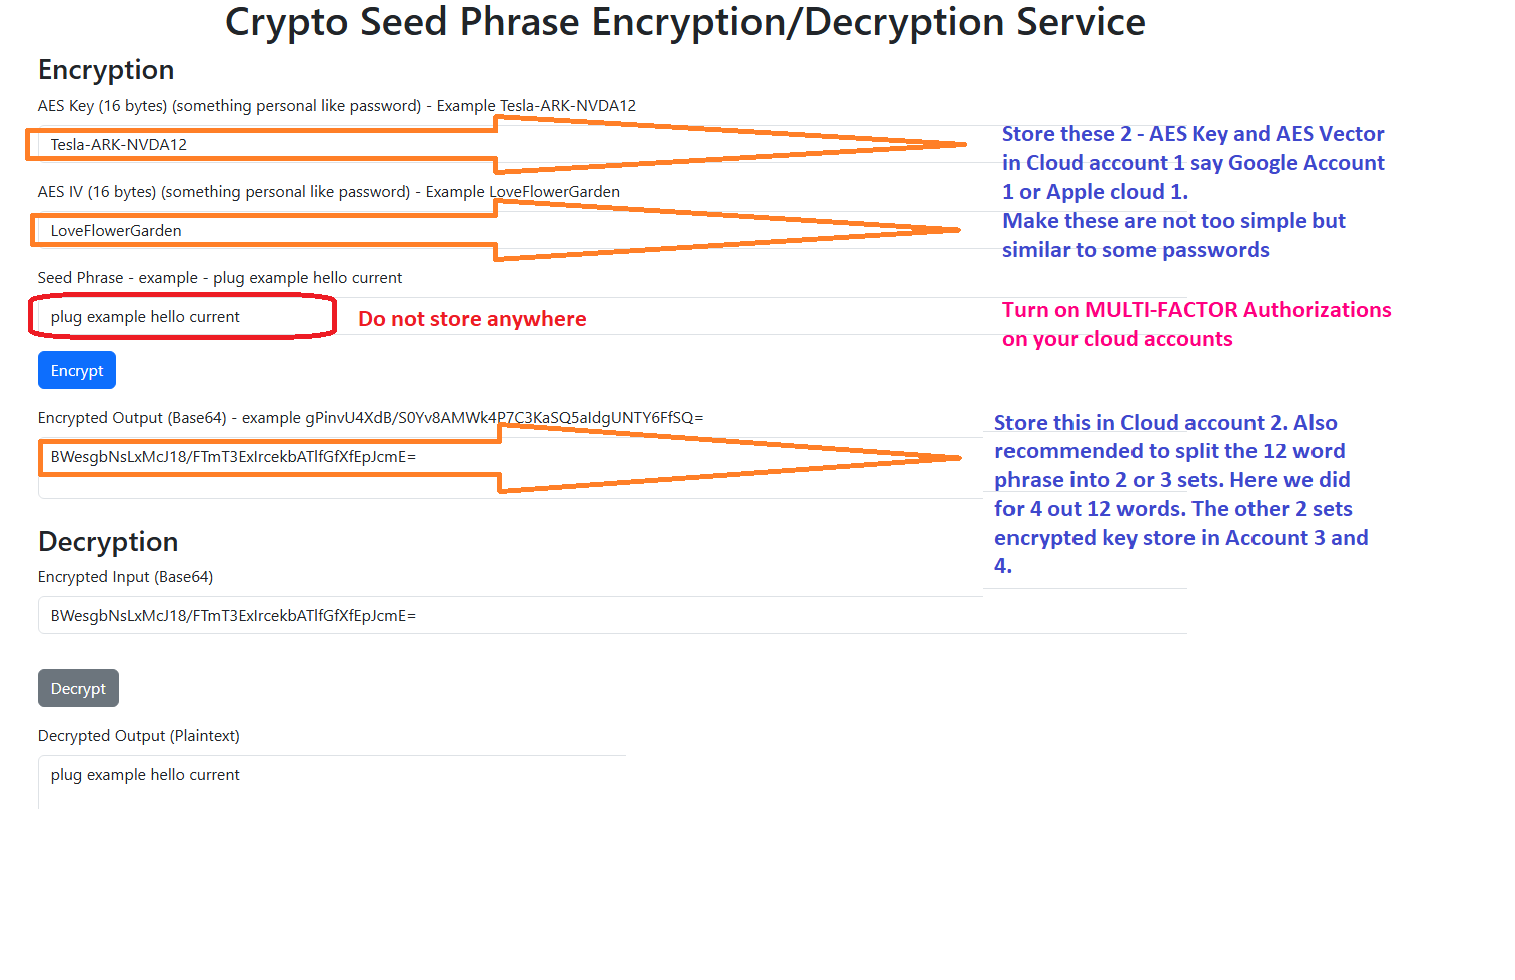 Crypto Seed Phrase Encryption/Decryption Service
Encryption
AES Key (16 bytes) (something personal like password) - Example Tesla-ARK-NVDA12
Tesla-ARK-NVDA12
Store these 2 - AES Key and AES Vector
in Cloud account 1 say Google Account
1 or Apple cloud 1.
Make these are not too simple but
similar to some passwords
AES IV (16 bytes) (something personal like password) - Example LoveFlowerGarden
LoveFlowerGarden
Seed Phrase - example - plug example hello current
plug example hello current
Do not store anywhere
Turn on MULTI-FACTOR Authorizations
on your cloud accounts
Encrypt
Encrypted Output (Base64) - example gPinvU4XdB/S0Yv8AMWk4P7C3KaSQ5aIdgUNTY6FfSQ=
BWesgbNsLxMcJ18/FTmT3ExIrcekbATlfGfXfEpJcmE=
Store this in Cloud account 2. Also
recommended to split the 12 word
phrase into 2 or 3 sets. Here we did
for 4 out 12 words. The other 2 sets
encrypted key store in Account 3 and
4.
Decryption
Encrypted Input (Base64)
BWesgbNsLxMcJ18/FTmT3ExIrcekbATlfGfXfEpJcmE=
Decrypt
Decrypted Output (Plaintext)
plug example hello current